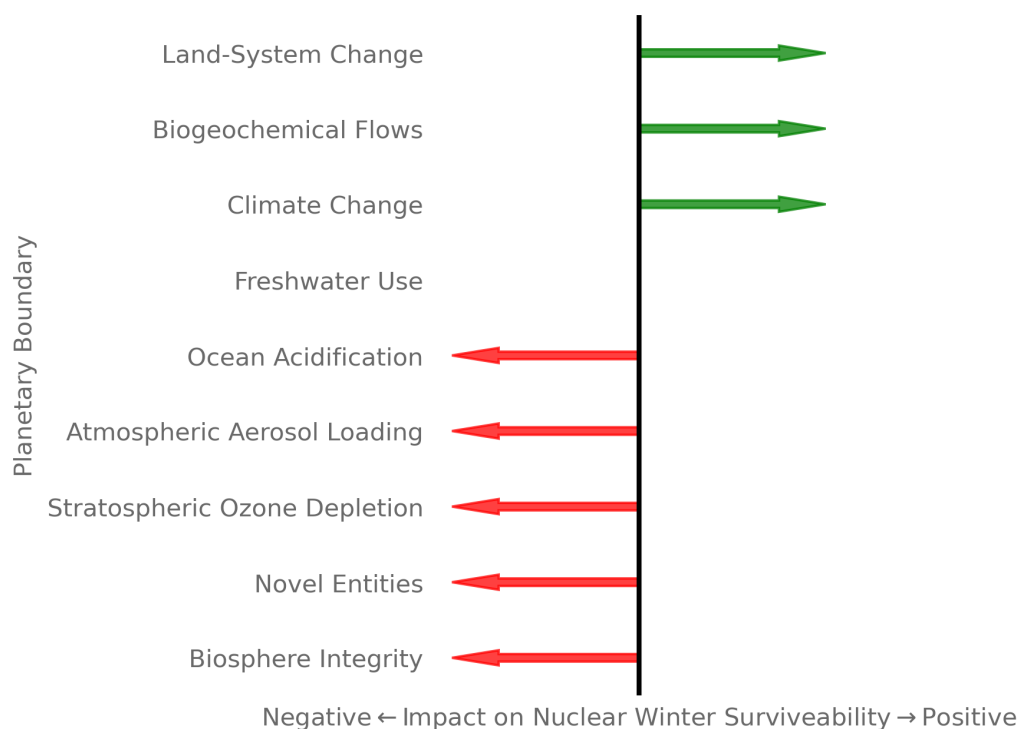 Land-System Change
Biogeochemical Flows
Climate Change
Freshwater Use
Ocean Acidification
Atmospheric Aerosol Loading
Stratospheric Ozone Depletion
Novel Entities
Biosphere Integrity
Planetary Boundary
Negative ← Impact on Nuclear Winter Surviveability → Positive